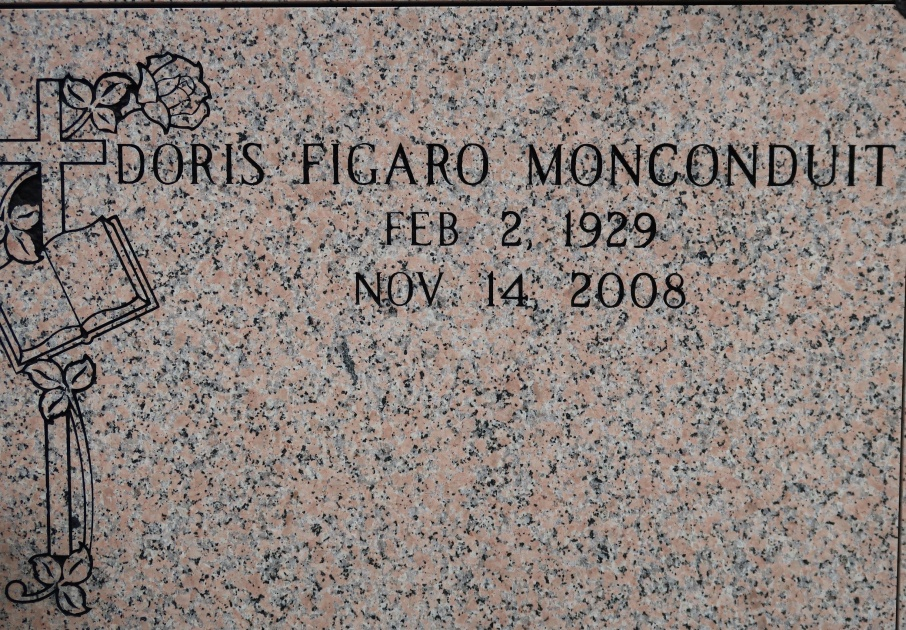 DORIS FIGARO MONCONDUIT
FEB 2, 1929
NOV 14, 2008